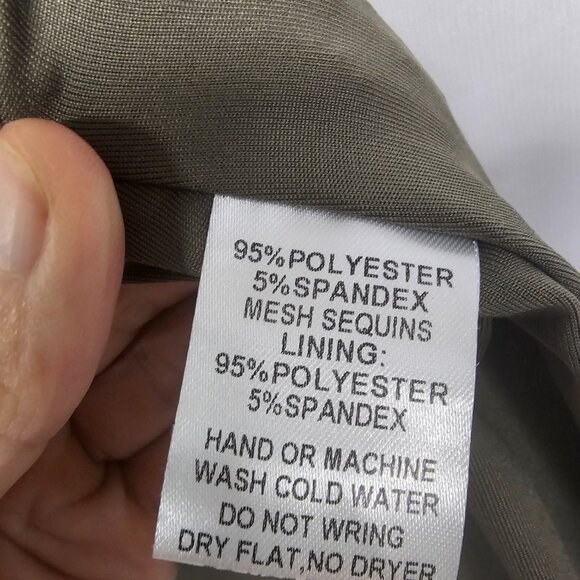 95%POLYESTER
5%SPANDEX
MESH SEQUINS
LINING:
95%POLYESTER
5%SPANDEX
HAND OR MACHINE
WASH COLD WATER
DO NOT WRING
DRY FLAT,NO DRYER